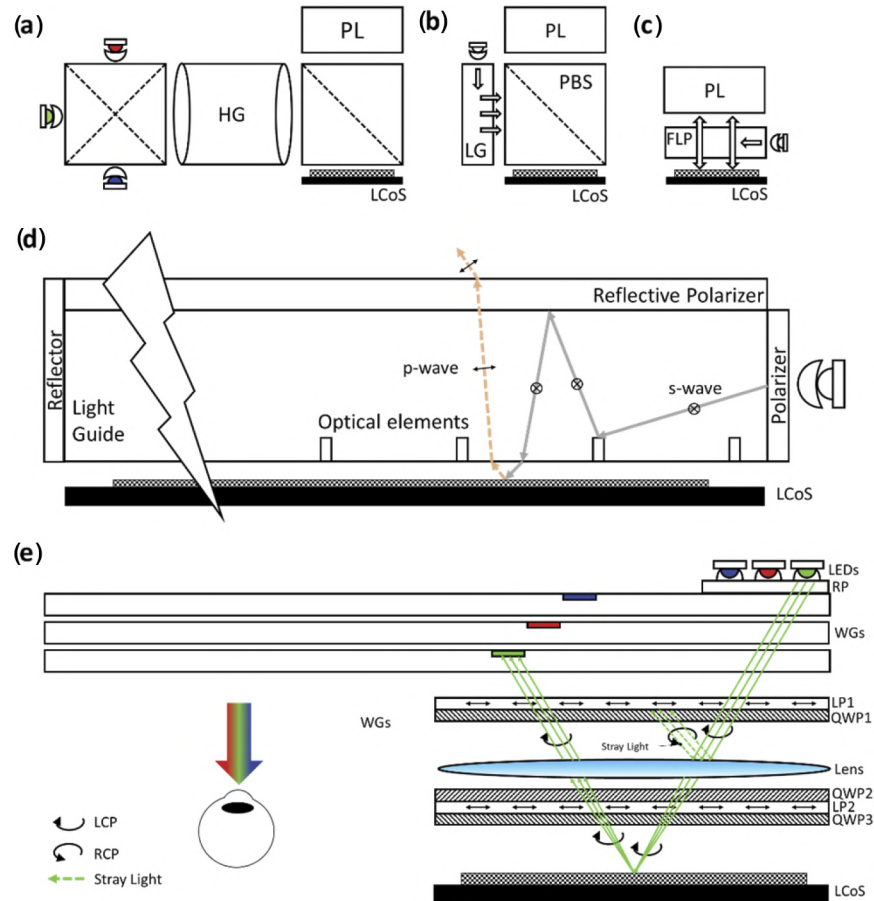 (a)
PL
HG
LCoS
(b)
PL
PBS
LG
LCoS
(c)
PL
FLP
LCoS
(d)
Reflector
Reflective Polarizer
p-wave
s-wave
Polarizer
Light
Guide
Optical elements
LCoS
(e)
LEDs
RP
WGs
WGs
LP1
QWP1
Stray Light
Lens
QWP2
LP2
QWP3
LCP
RCP
Stray Light
LCoS